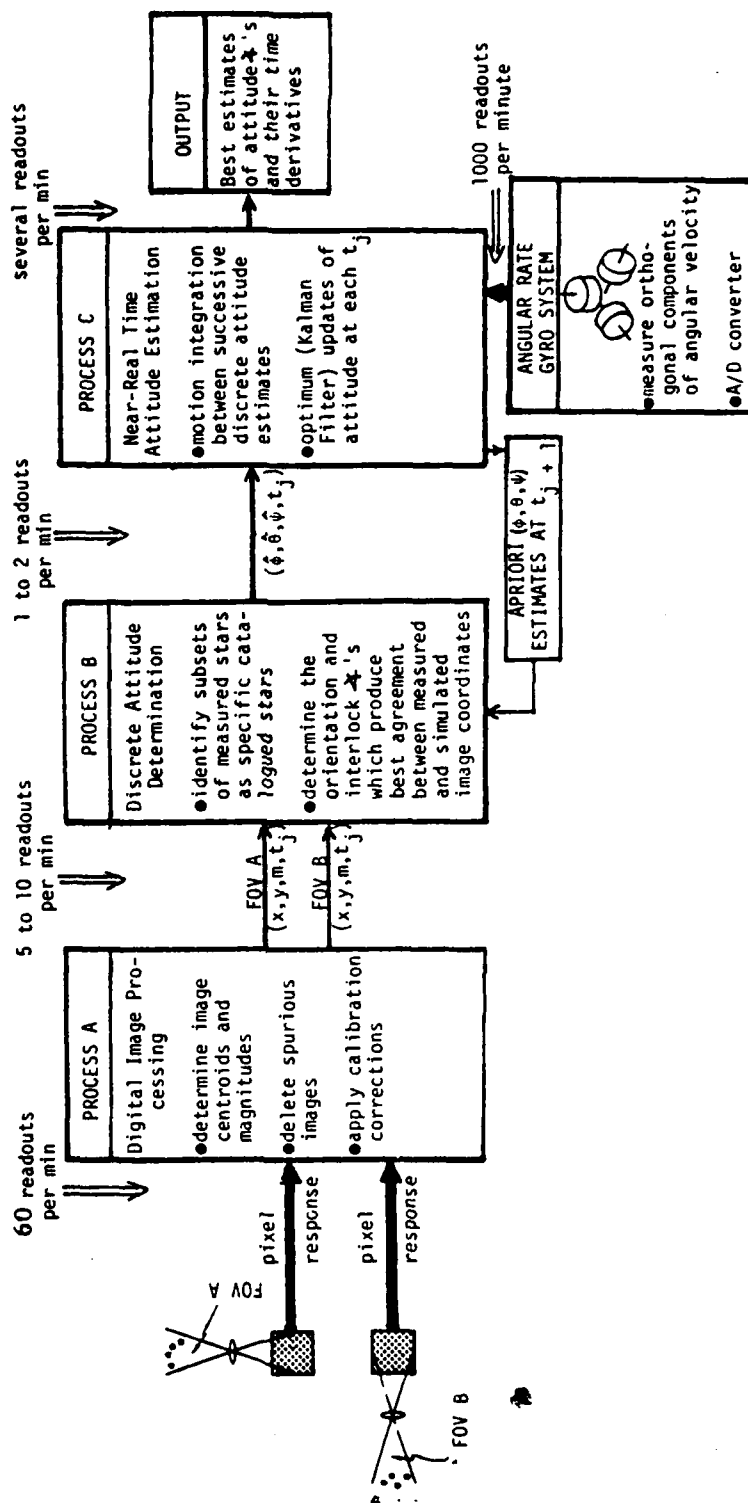 60 readouts
per min
5 to 10 readouts
per min
1 to 2 readouts
per min
several readouts
per min
FOV A
pixel
response
pixel
response
FOV B
PROCESS A
Digital Image Pro-
cessing
●determine image
centroids and
magnitudes
●delete spurious
images
●apply calibration
corrections
FOV A
(x,y,m,t_j)
FOV B
(x,y,m,t_j)
PROCESS B
Discrete Attitude
Determination
●identify subsets
of measured stars
as specific cata-
logued stars
●determine the
orientation and
interlock ∡'s
which produce
best agreement
between measured
and simulated
image coordinates
(φ̂,θ̂,ψ̂,t_j)
APRIORI (φ,θ,ψ)
ESTIMATES AT t_j + 1
PROCESS C
Near-Real Time
Attitude Estimation
●motion integration
between successive
discrete attitude
estimates
●optimum (Kalman
Filter) updates of
attitude at each t_j
OUTPUT
Best estimates
of attitude ∡'s
and their time
derivatives
1000 readouts
per minute
ANGULAR RATE
GYRO SYSTEM
●measure ortho-
gonal components
of angular velocity
●A/D converter